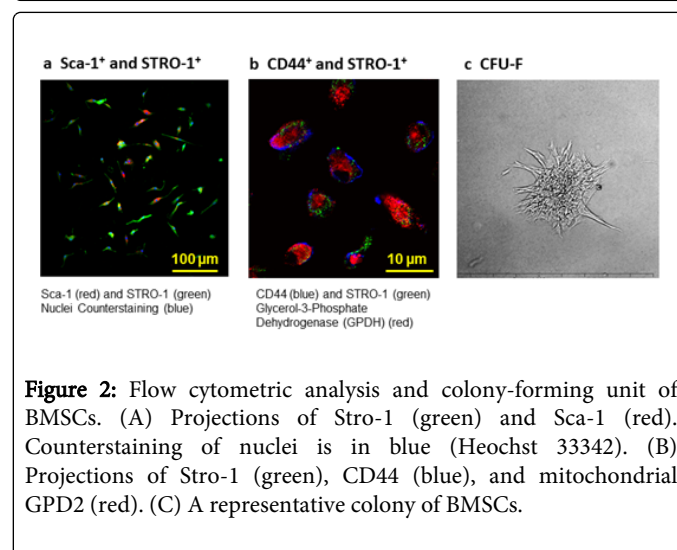 a Sca-1⁺ and STRO-1⁺
b CD44⁺ and STRO-1⁺
c CFU-F
100 µm
10 µm
Sca-1 (red) and STRO-1 (green)
Nuclei Counterstaining (blue)
CD44 (blue) and STRO-1 (green)
Glycerol-3-Phosphate
Dehydrogenase (GPDH) (red)
Figure 2: Flow cytometric analysis and colony-forming unit of
BMSCs. (A) Projections of Stro-1 (green) and Sca-1 (red).
Counterstaining of nuclei is in blue (Heochst 33342). (B)
Projections of Stro-1 (green), CD44 (blue), and mitochondrial
GPD2 (red). (C) A representative colony of BMSCs.